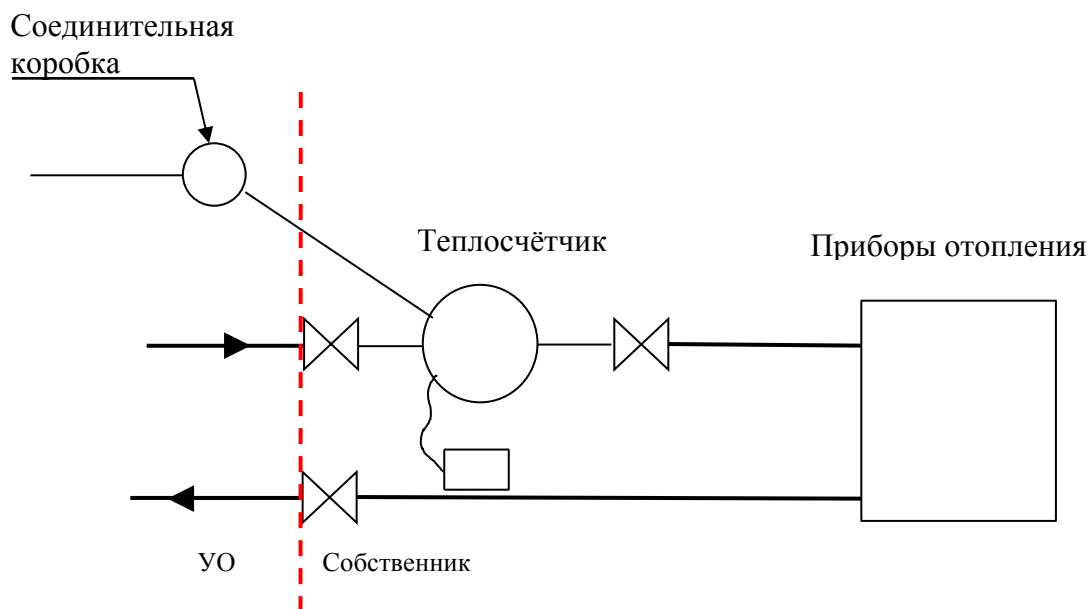 Соединительная
коробка
Теплосчётчик
Приборы отопления
УО
Собственник